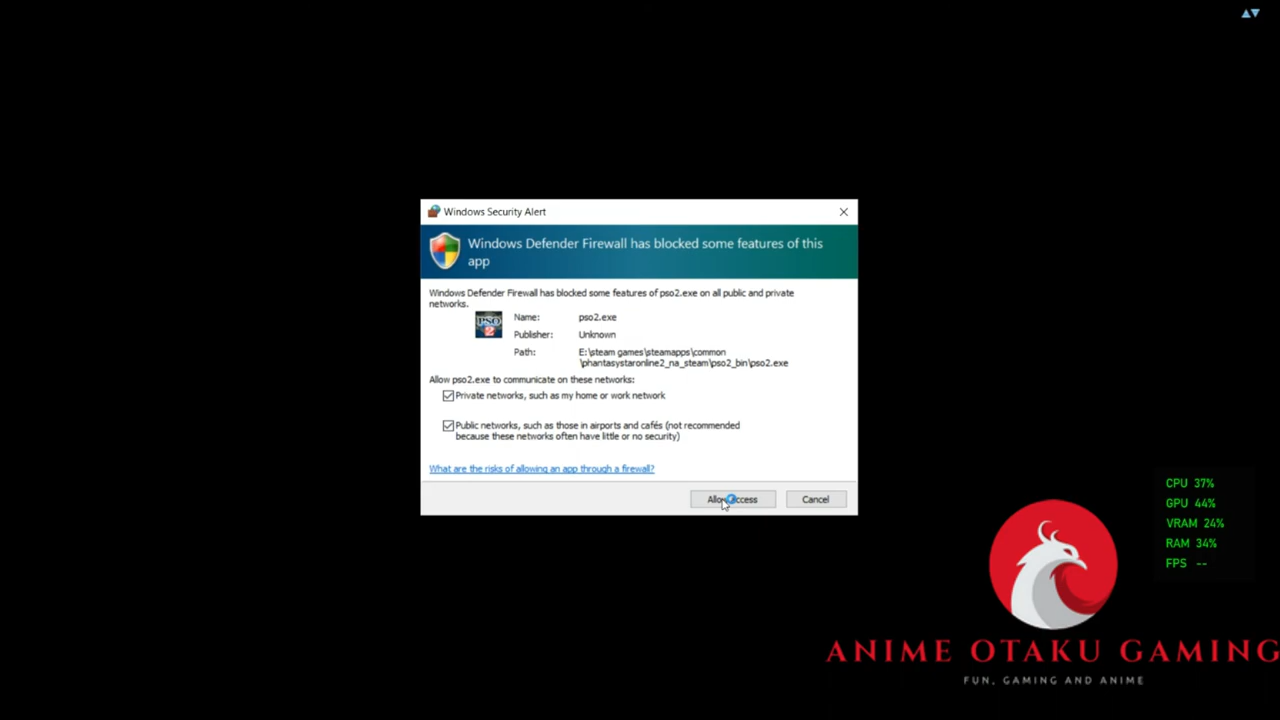 Windows Security Alert
Windows Defender Firewall has blocked some features of this
app
Windows Defender Firewall has blocked some features of pso2.exe on all public and private
networks.
PSO
2
Name: pso2.exe
Publisher: Unknown
Path: E:\steam games\steamapps\common
\phantasystaronline2_na_steam\pso2_bin\pso2.exe
Allow pso2.exe to communicate on these networks:
Private networks, such as my home or work network
Public networks, such as those in airports and cafés (not recommended
because these networks often have little or no security)
What are the risks of allowing an app through a firewall?
Allow access Cancel
CPU 37%
GPU 44%
VRAM 24%
RAM 34%
FPS --
ANIME OTAKU GAMING
FUN, GAMING AND ANIME